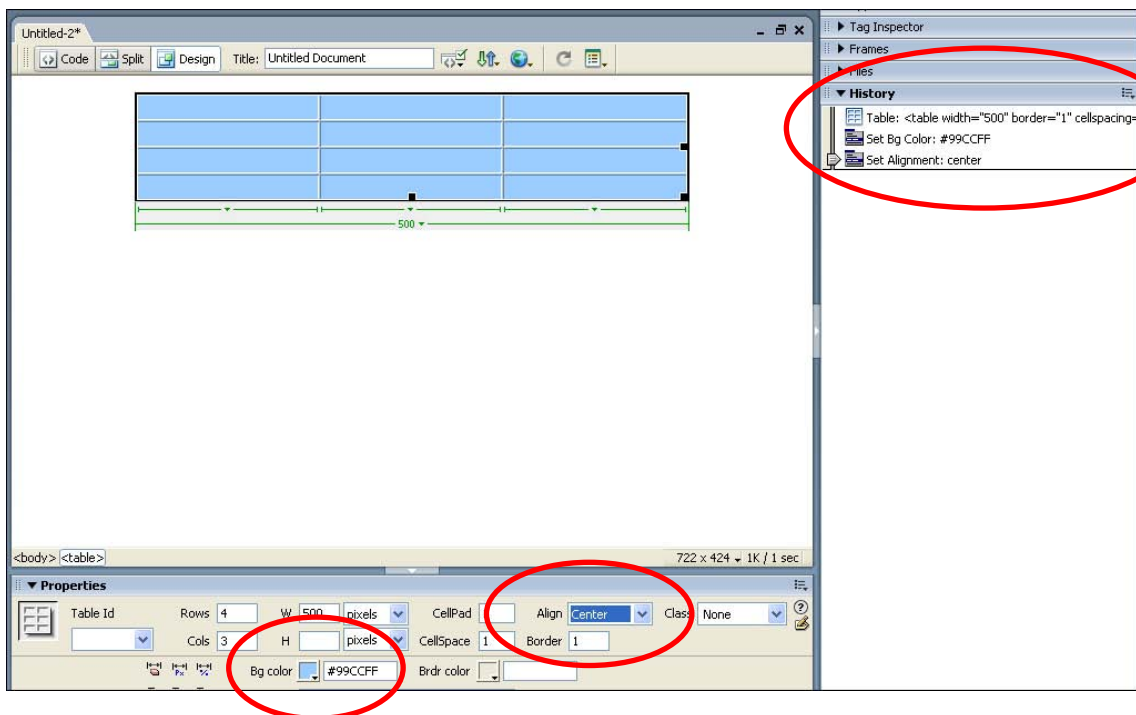 Untitled-2*
Code Split Design Title: Untitled Document
500
<body> <table>
722 x 424 1K / 1 sec
Properties
Table Id Rows 4 W 500 pixels CellPad Align Center Class None
Cols 3 H pixels CellSpace 1 Border 1
Bg color #99CCFF Brdr color
Tag Inspector
Frames
Files
History
Table: <table width="500" border="1" cellspacing=
Set Bg Color: #99CCFF
Set Alignment: center